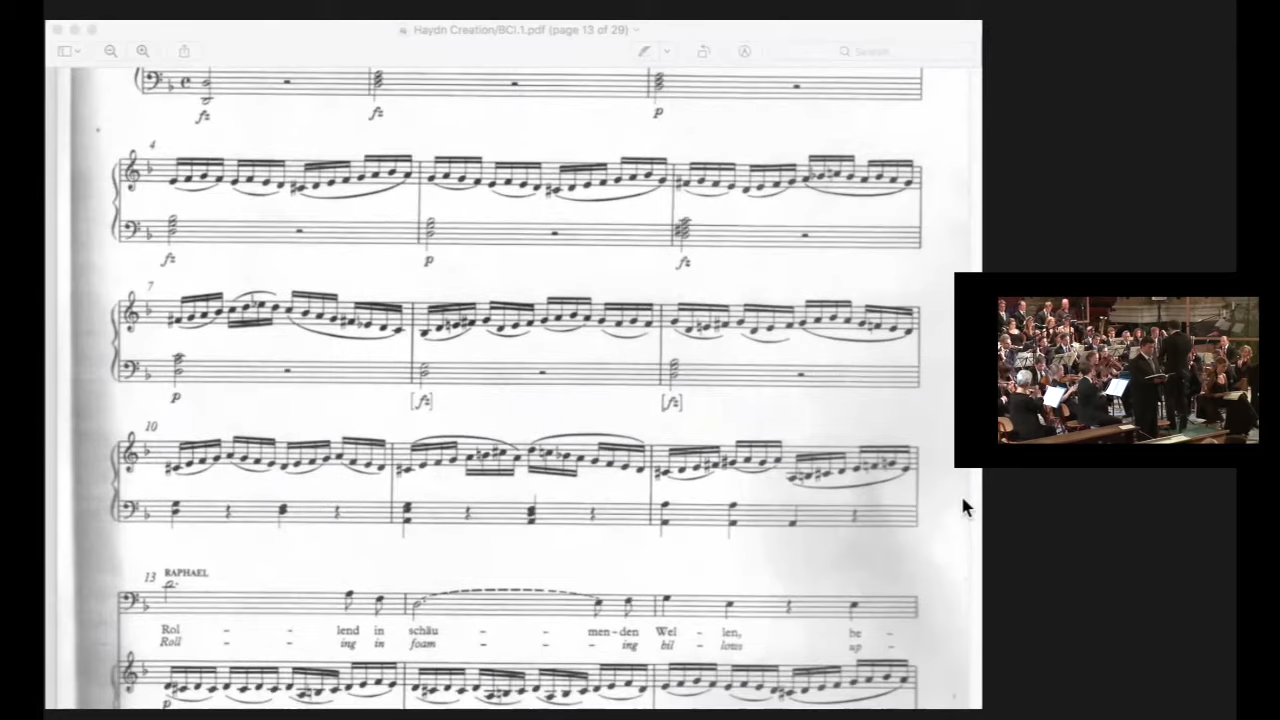 Haydn Creation/BCl.1.pdf (page 13 of 29)
Search
fz fz p
4
fz p fz
7
p [fz] [fz]
10
13 RAPHAEL
Rol - - lend in schäu - - men-den Wel - len, be -
Roll - - ing in foam - - ing bil - lows up -
p